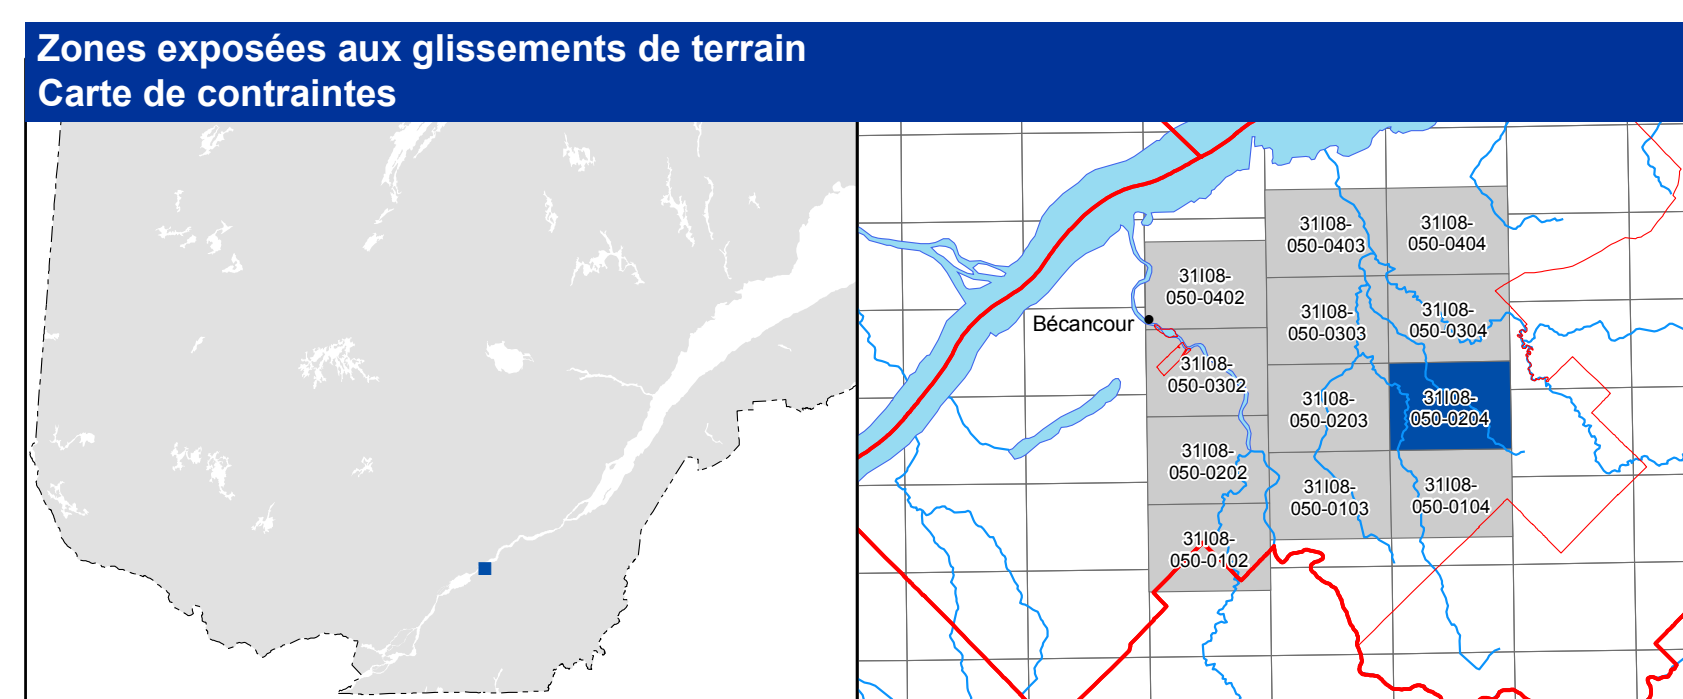 Zones exposées aux glissements de terrain
Carte de contraintes
31I08-
050-0403
31I08-
050-0404
31I08-
050-0402
Bécancour
31I08-
050-0303
31I08-
050-0304
31I08-
050-0302
31I08-
050-0203
31I08-
050-0204
31I08-
050-0202
31I08-
050-0103
31I08-
050-0104
31I08-
050-0102